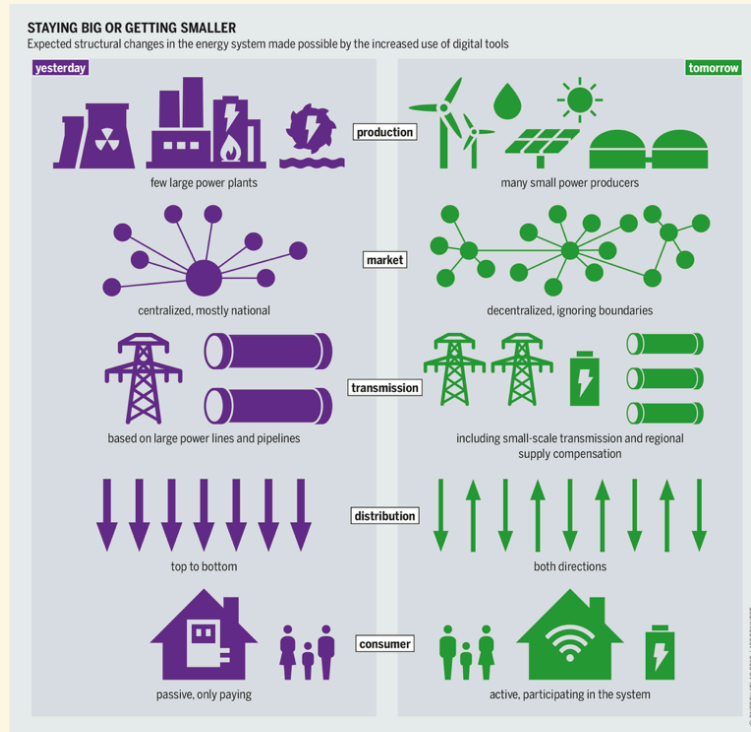 STAYING BIG OR GETTING SMALLER
Expected structural changes in the energy system made possible by the increased use of digital tools
yesterday
tomorrow
production
few large power plants
many small power producers
market
centralized, mostly national
decentralized, ignoring boundaries
transmission
based on large power lines and pipelines
including small-scale transmission and regional
supply compensation
distribution
top to bottom
both directions
consumer
passive, only paying
active, participating in the system